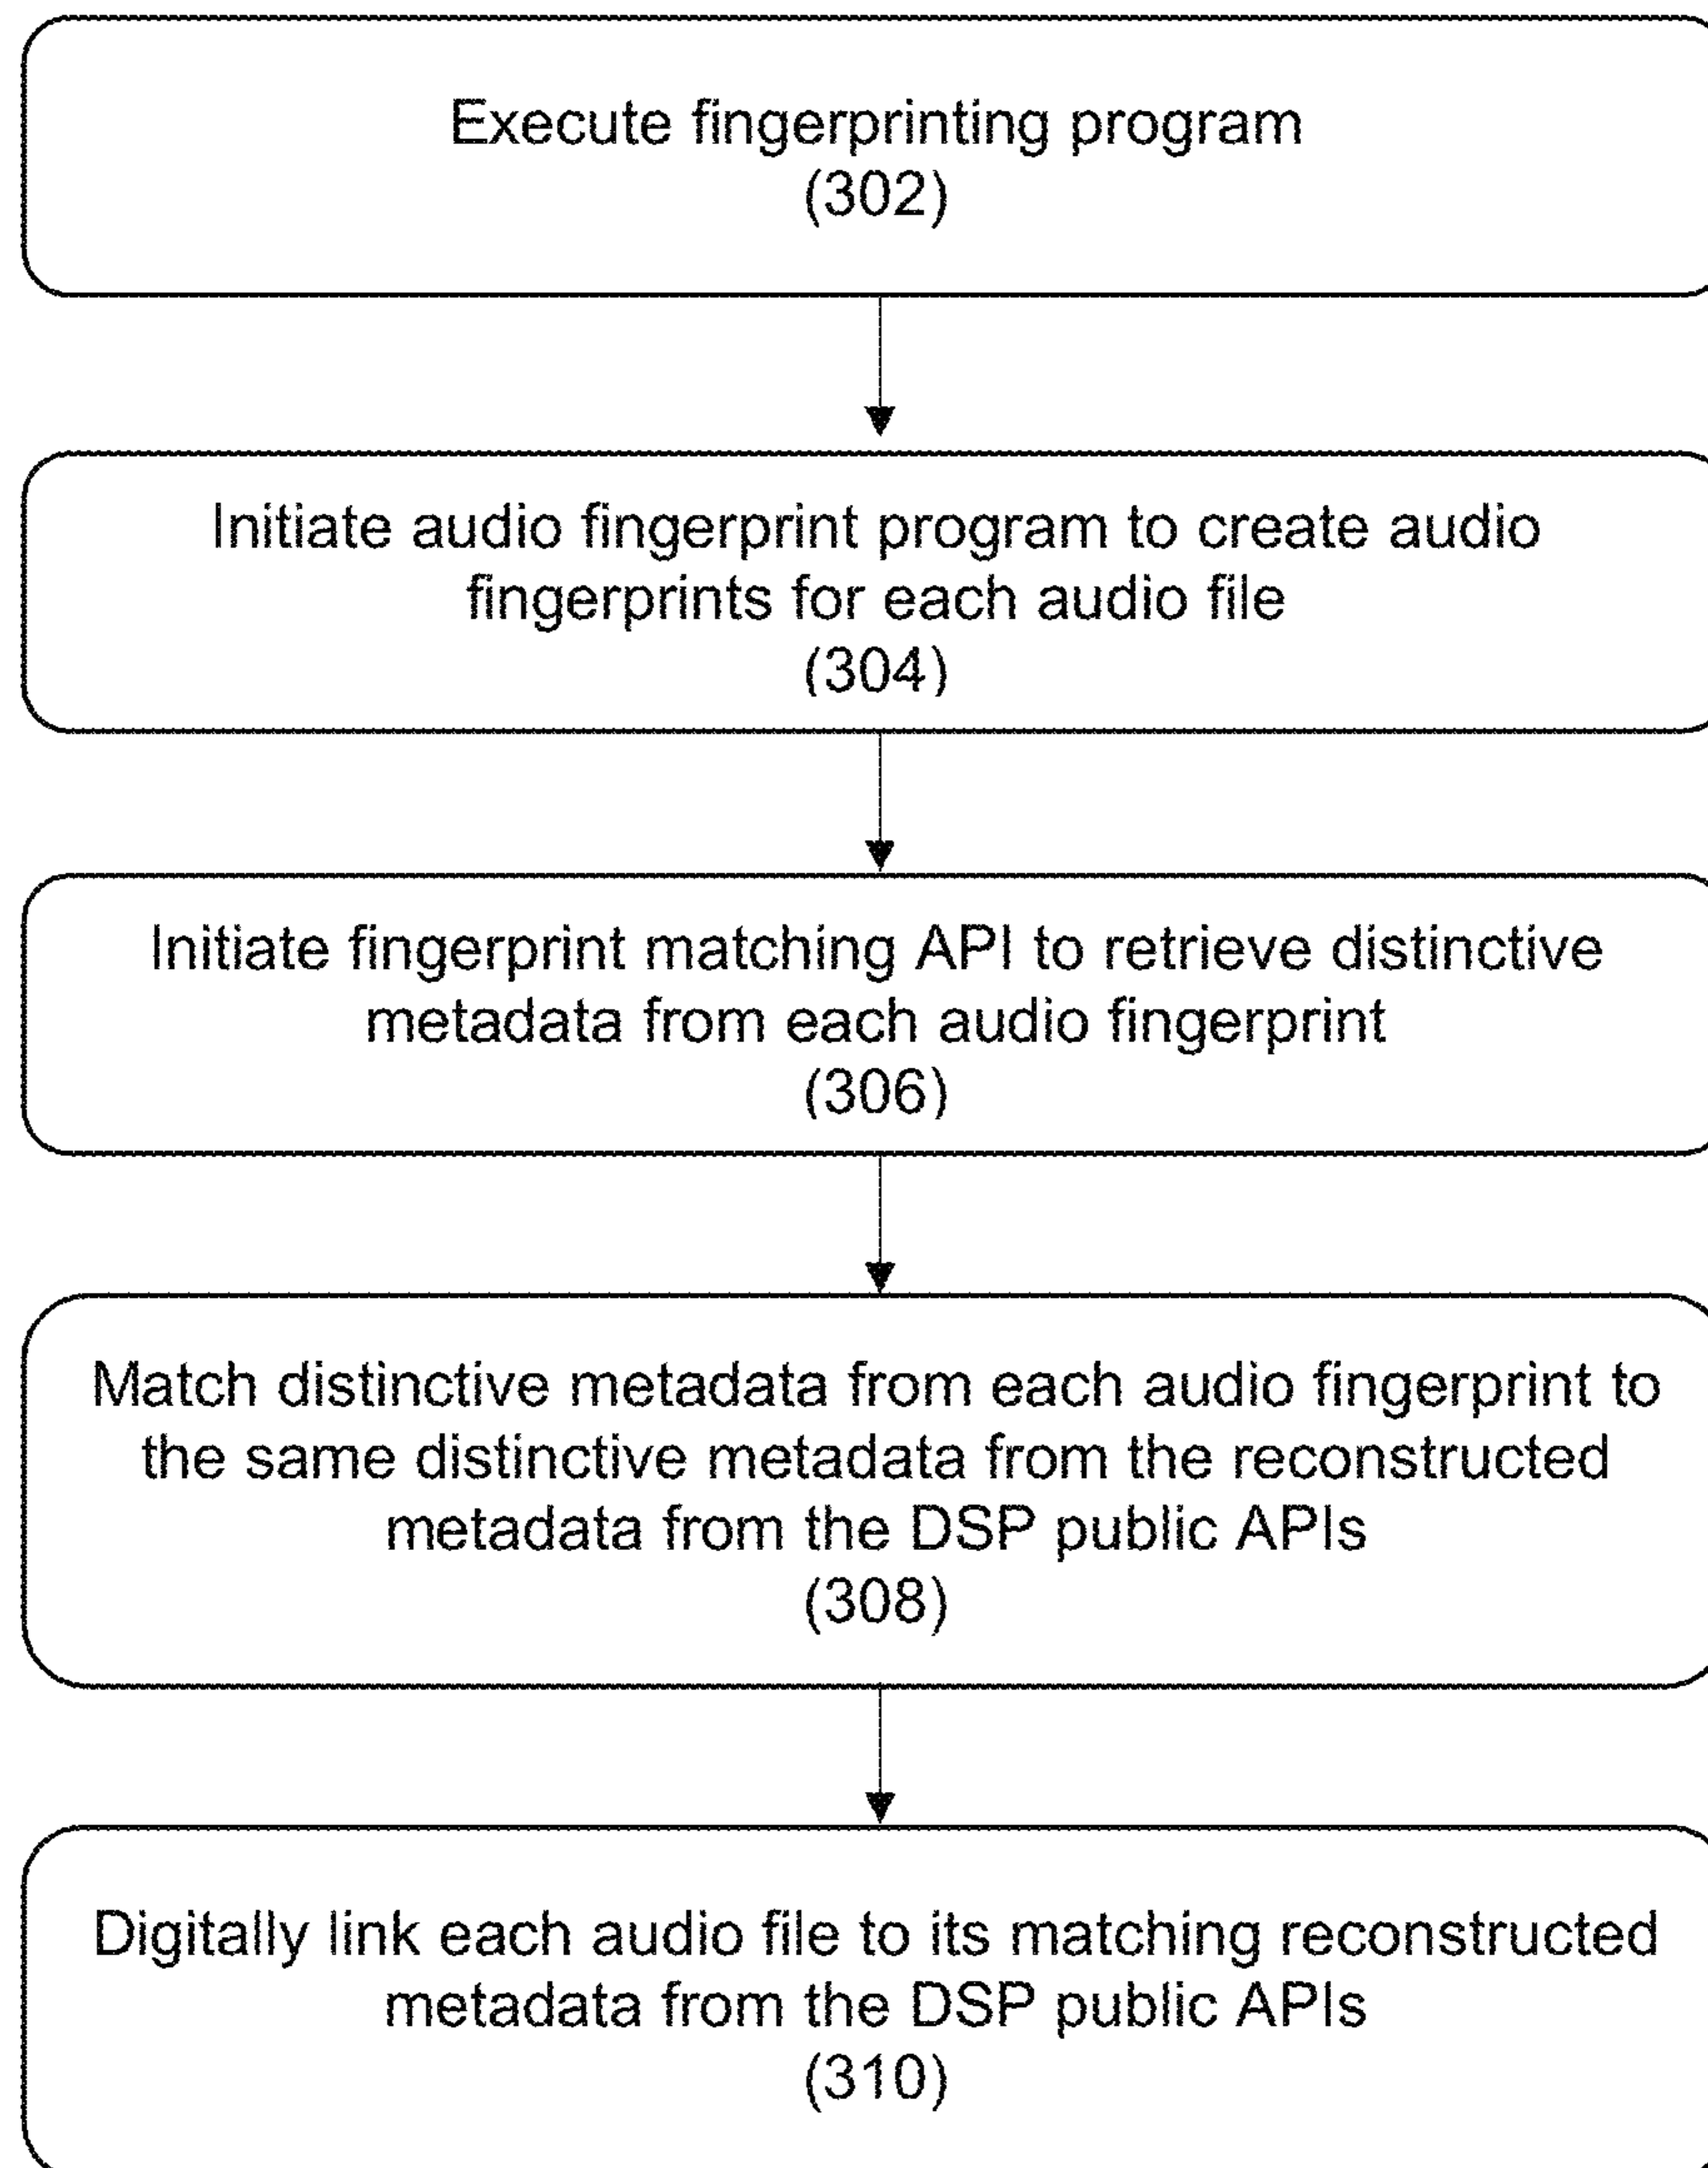 Execute fingerprinting program
(302)
Initiate audio fingerprint program to create audio
fingerprints for each audio file
(304)
Initiate fingerprint matching API to retrieve distinctive
metadata from each audio fingerprint
(306)
Match distinctive metadata from each audio fingerprint to
the same distinctive metadata from the reconstructed
metadata from the DSP public APIs
(308)
Digitally link each audio file to its matching reconstructed
metadata from the DSP public APIs
(310)